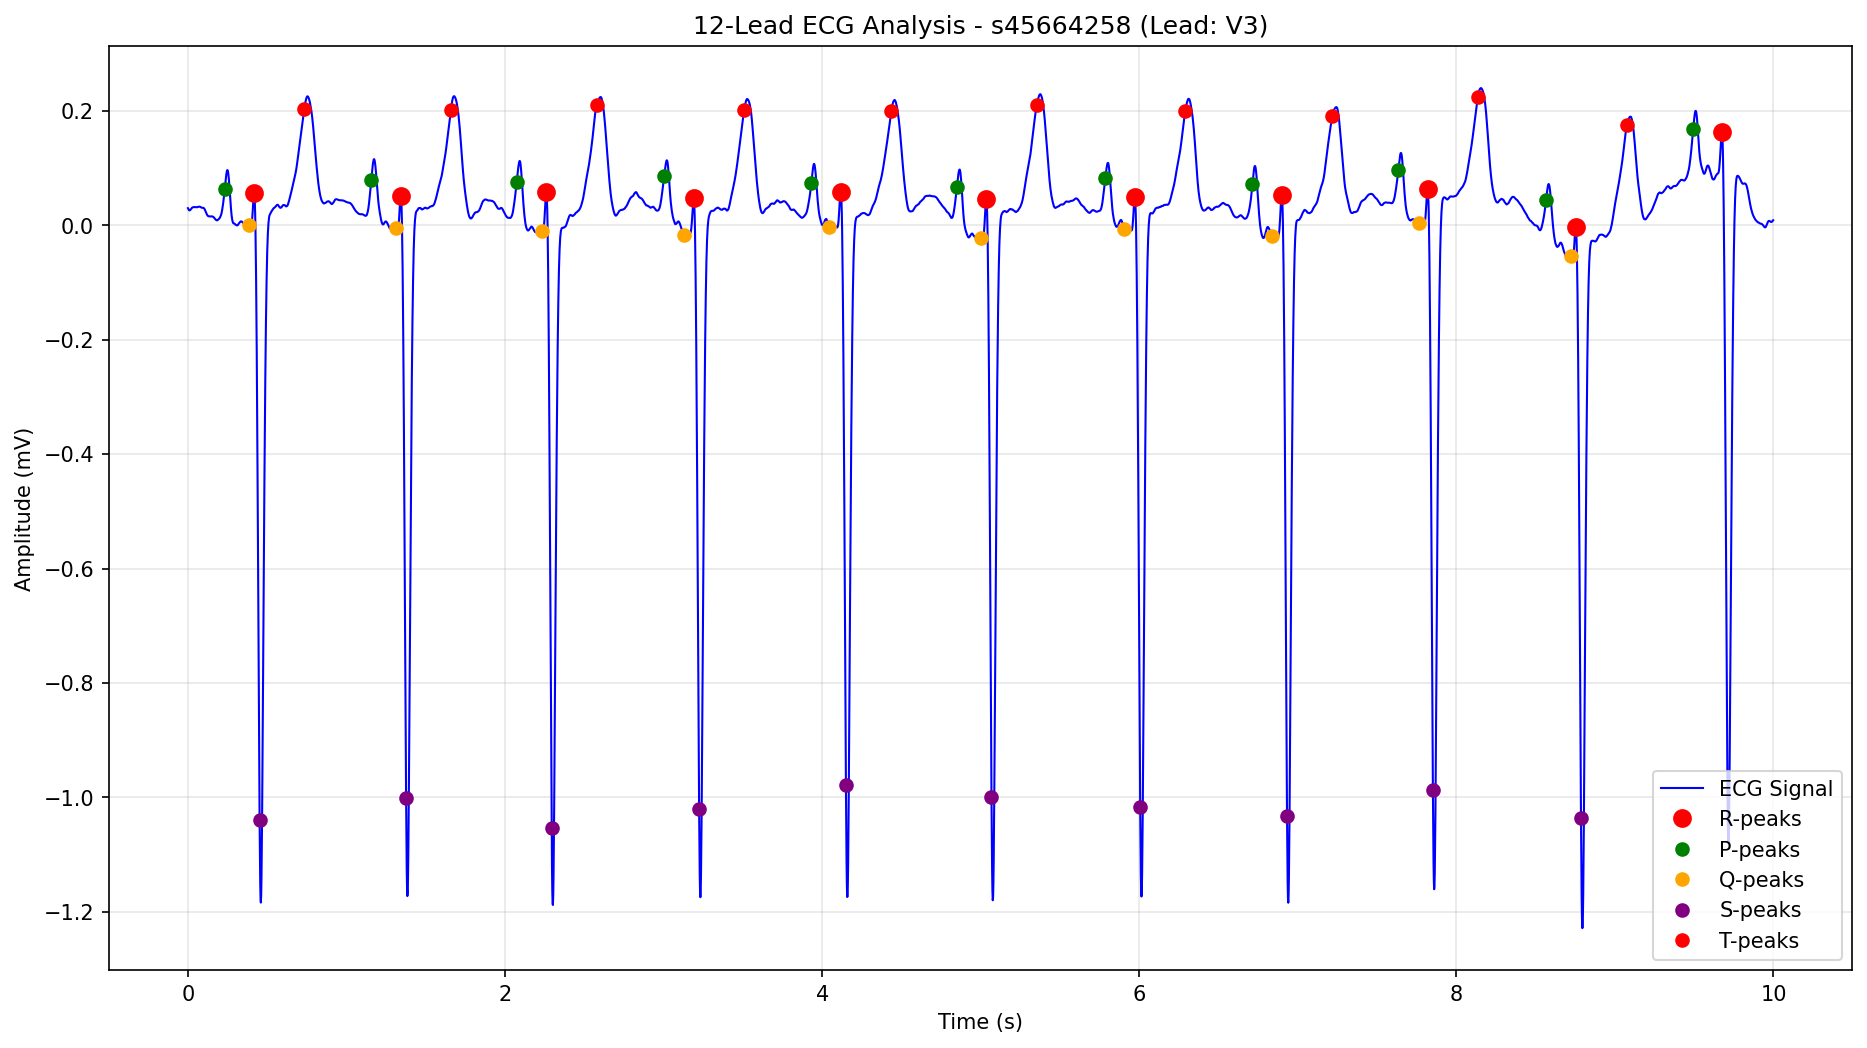 12-Lead ECG Analysis - s45664258 (Lead: V3)
Amplitude (mV)
0.2
0.0
−0.2
−0.4
−0.6
−0.8
−1.0
−1.2
ECG Signal
R-peaks
P-peaks
Q-peaks
S-peaks
T-peaks
0 2 4 6 8 10
Time (s)